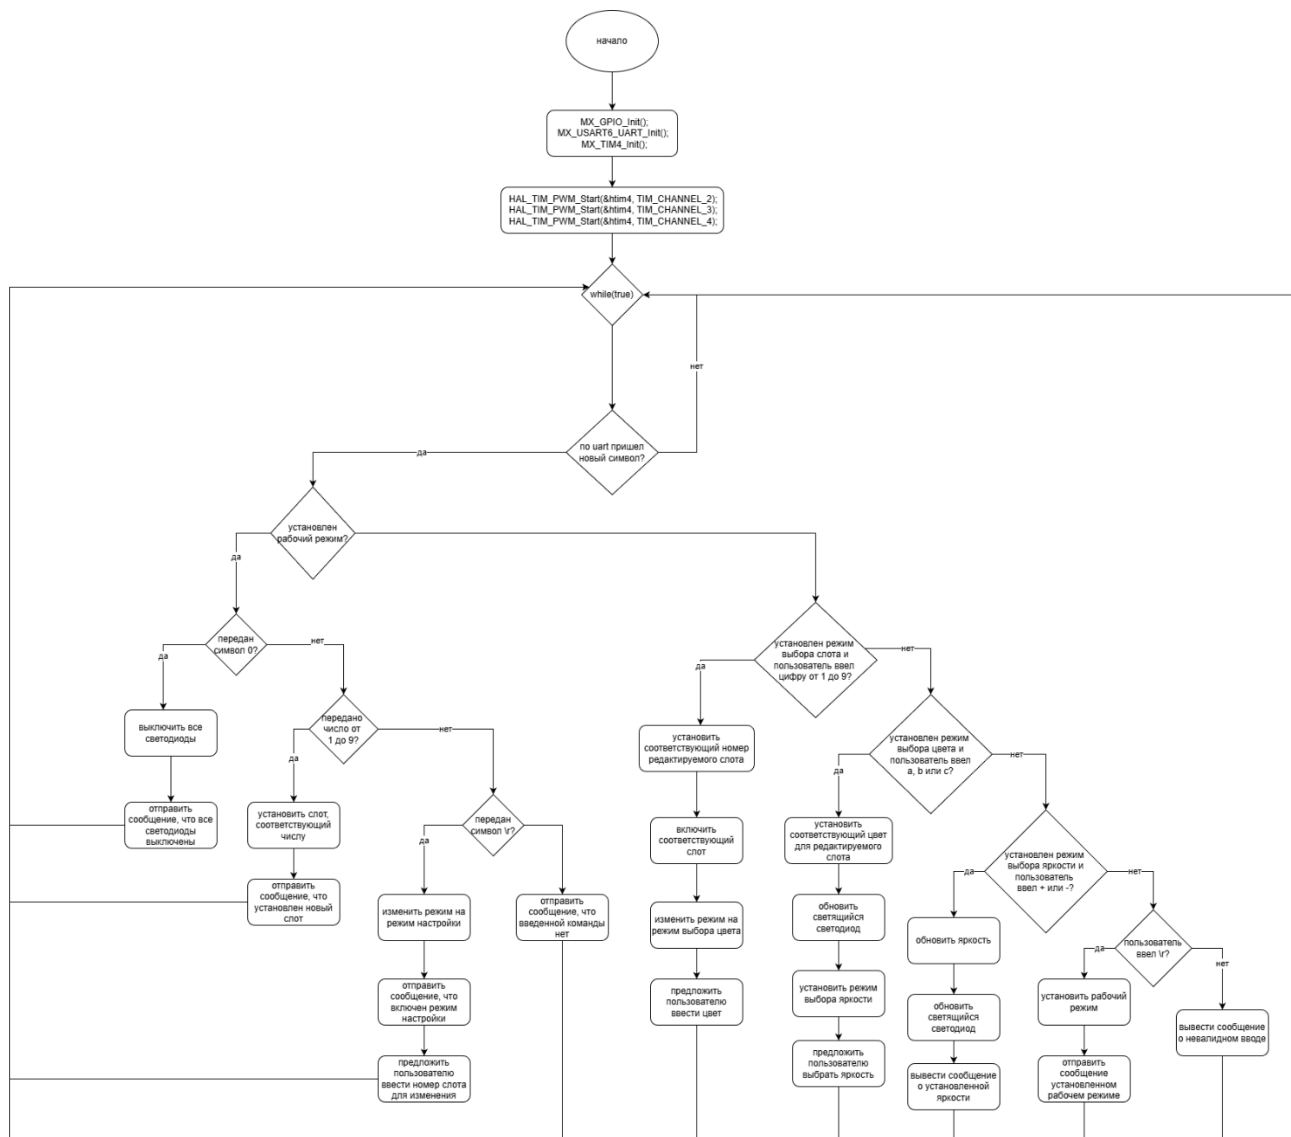 начало
MX_GPIO_Init();
MX_USART6_UART_Init();
MX_TIM4_Init();
HAL_TIM_PWM_Start(&htim4, TIM_CHANNEL_2);
HAL_TIM_PWM_Start(&htim4, TIM_CHANNEL_3);
HAL_TIM_PWM_Start(&htim4, TIM_CHANNEL_4);
while(true)
нет
по uart пришел
новый символ?
да
установлен
рабочий режим?
да
передан
символ 0?
нет
да
выключить все
светодиоды
отправить
сообщение, что все
светодиоды
выключены
передано
число от
1 до 9?
нет
да
установить слот,
соответствующий
числу
отправить
сообщение, что
установлен новый
слот
передан
символ \r?
да
изменить режим на
режим настройки
отправить
сообщение, что
включен режим
настройки
предложить
пользователю
ввести номер слота
для изменения
отправить
сообщение, что
введенной команды
нет
установлен режим
выбора слота и
пользователь ввел
цифру от 1 до 9?
нет
да
установить
соответствующий номер
редактируемого слота
включить
соответствующий
слот
изменить режим на
режим выбора цвета
предложить
пользователю
ввести цвет
установлен режим
выбора цвета и
пользователь ввел
a, b или c?
нет
да
установить
соответствующий цвет
для редактируемого
слота
обновить
светящийся
светодиод
установить режим
выбора яркости
предложить
пользователю
выбрать яркость
установлен режим
выбора яркости и
пользователь
ввел + или -?
нет
да
обновить яркость
обновить
светящийся
светодиод
вывести сообщение
о установленной
яркости
пользователь
ввел \r?
да
нет
установить рабочий
режим
отправить
сообщение
установленном
рабочем режиме
вывести сообщение
о невалидном вводе